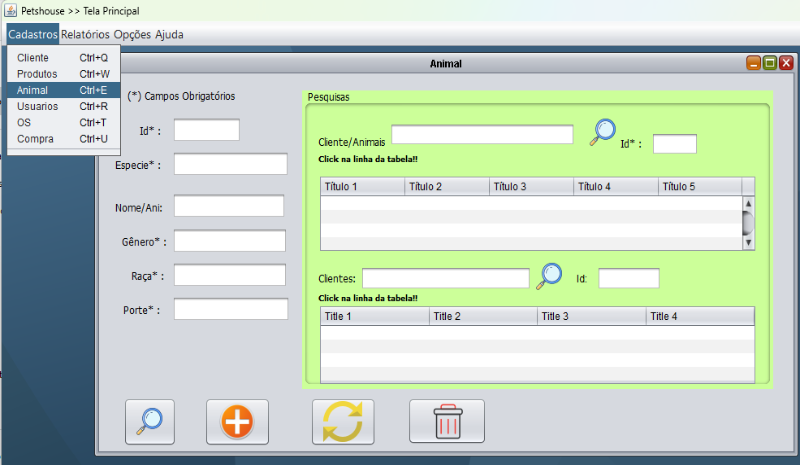 Petshouse >> Tela Principal
Cadastros Relatórios Opções Ajuda
Cliente Ctrl+Q
Produtos Ctrl+W
Animal Ctrl+E
Usuarios Ctrl+R
OS Ctrl+T
Compra Ctrl+U
Animal
(*) Campos Obrigatórios
Id* :
Especie* :
Nome/Ani:
Gênero* :
Raça* :
Porte* :
Pesquisas
Cliente/Animais Id* :
Click na linha da tabela!!
Título 1 Título 2 Título 3 Título 4 Título 5
Clientes: Id:
Click na linha da tabela!!
Title 1 Title 2 Title 3 Title 4